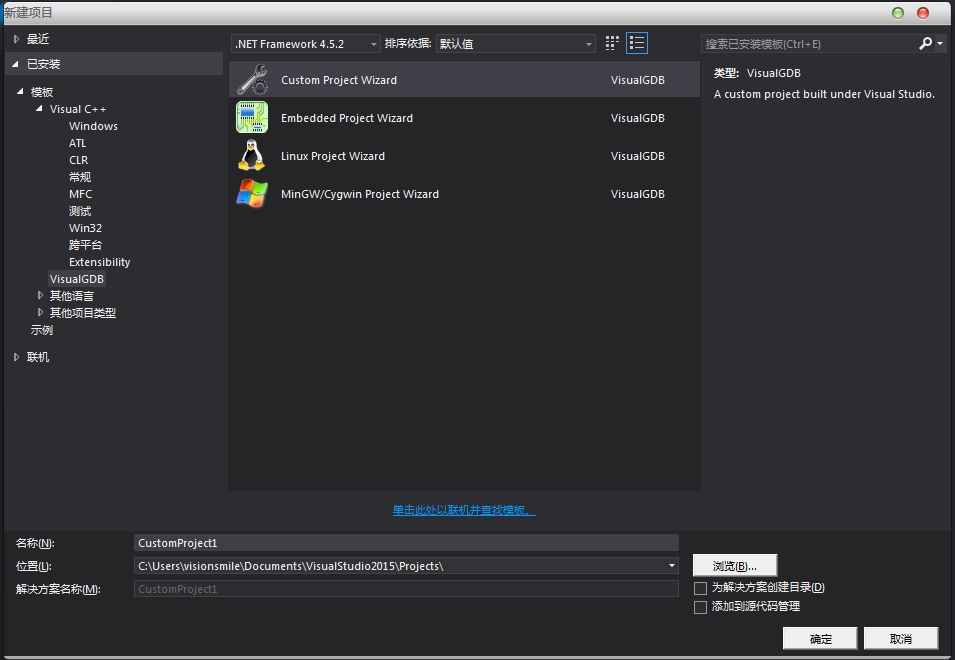 新建项目
最近
已安装
模板
Visual C++
Windows
ATL
CLR
常规
MFC
测试
Win32
跨平台
Extensibility
VisualGDB
其他语言
其他项目类型
示例
联机
.NET Framework 4.5.2 排序依据: 默认值
Custom Project Wizard VisualGDB
Embedded Project Wizard VisualGDB
Linux Project Wizard VisualGDB
MinGW/Cygwin Project Wizard VisualGDB
单击此处以联机并查找模板。
搜索已安装模板(Ctrl+E)
类型: VisualGDB
A custom project built under Visual Studio.
名称(N): CustomProject1
位置(L): C:\Users\visionsmile\Documents\VisualStudio2015\Projects\ 浏览(B)...
解决方案名称(M): CustomProject1 为解决方案创建目录(D)
添加到源代码管理
确定 取消